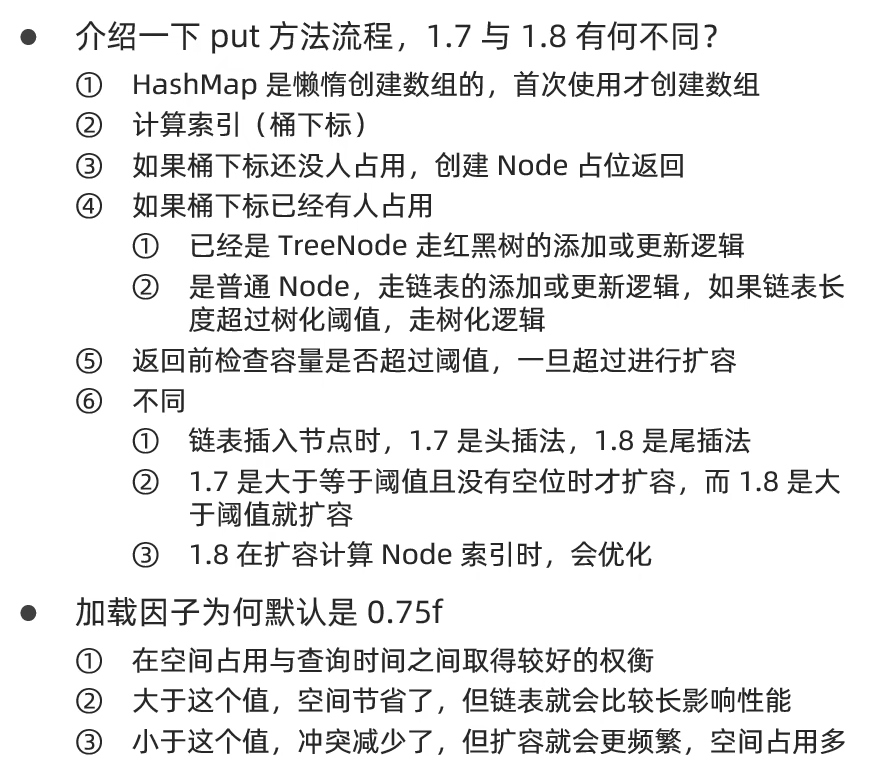 ● 介绍一下 put 方法流程，1.7 与 1.8 有何不同？
① HashMap 是懒惰创建数组的，首次使用才创建数组
② 计算索引（桶下标）
③ 如果桶下标还没人占用，创建 Node 占位返回
④ 如果桶下标已经有人占用
① 已经是 TreeNode 走红黑树的添加或更新逻辑
② 是普通 Node，走链表的添加或更新逻辑，如果链表长
度超过树化阈值，走树化逻辑
⑤ 返回前检查容量是否超过阈值，一旦超过进行扩容
⑥ 不同
① 链表插入节点时，1.7 是头插法，1.8 是尾插法
② 1.7 是大于等于阈值且没有空位时才扩容，而 1.8 是大
于阈值就扩容
③ 1.8 在扩容计算 Node 索引时，会优化
● 加载因子为何默认是 0.75f
① 在空间占用与查询时间之间取得较好的权衡
② 大于这个值，空间节省了，但链表就会比较长影响性能
③ 小于这个值，冲突减少了，但扩容就会更频繁，空间占用多